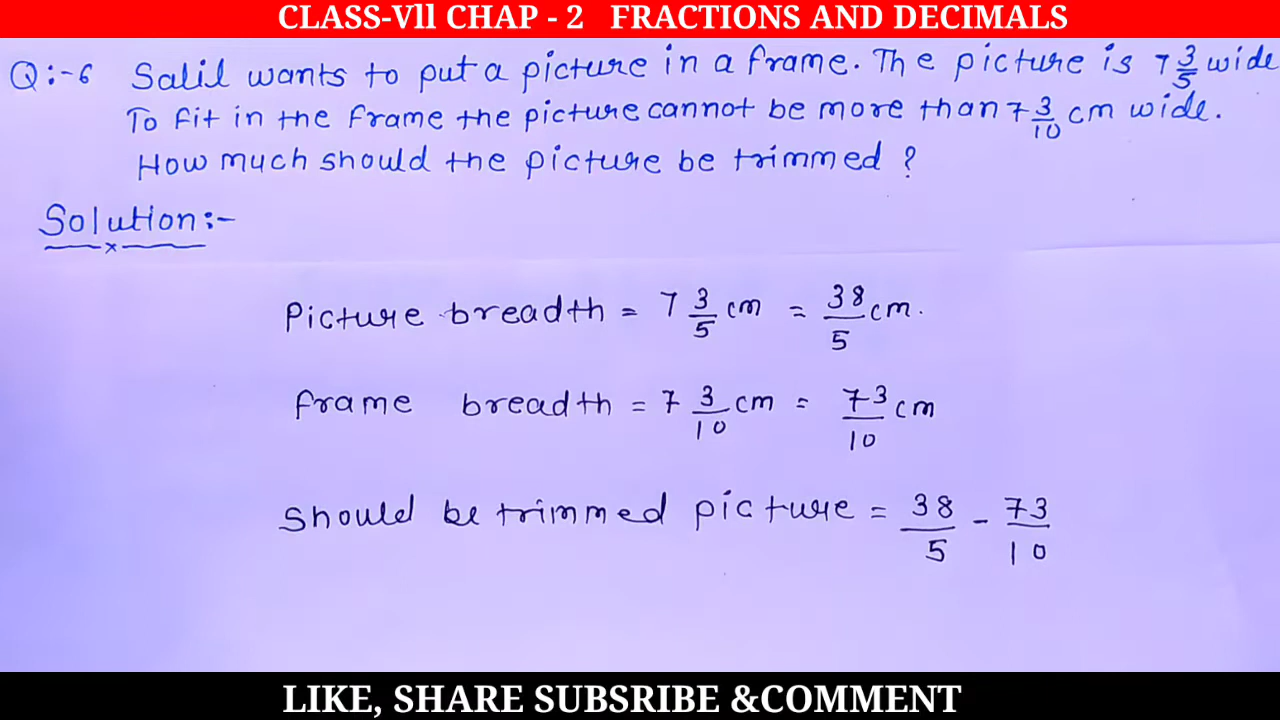 CLASS-Vll CHAP - 2 FRACTIONS AND DECIMALS
Q:-6 Salil wants to put a picture in a frame. The picture is 7 3/5 wide
To fit in the frame the picture cannot be more than 7 3/10 cm wide.
How much should the picture be trimmed ?
Solution:-
Picture breadth = 7 3/5 cm = 38/5 cm.
frame breadth = 7 3/10 cm = 73/10 cm
should be trimmed picture = 38/5 - 73/10
LIKE, SHARE SUBSRIBE &COMMENT